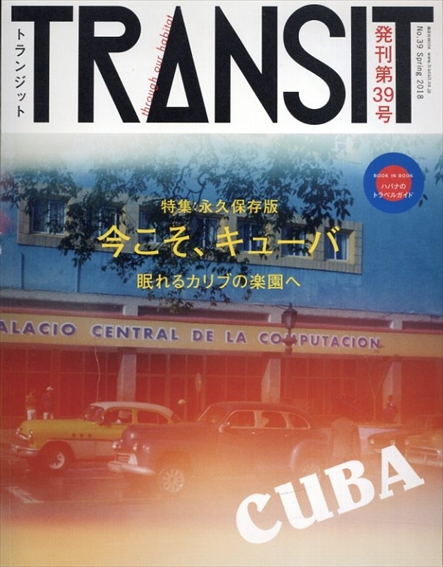 TRANSIT
トランジット
through our habitat
発刊第39号
No.39 Spring 2018
BOOK IN BOOK
ハバナの
トラベルガイド
特集:永久保存版
今こそ、キューバ
眠れるカリブの楽園へ
ALACIO CENTRAL DE LA COMPUTACION
CUBA